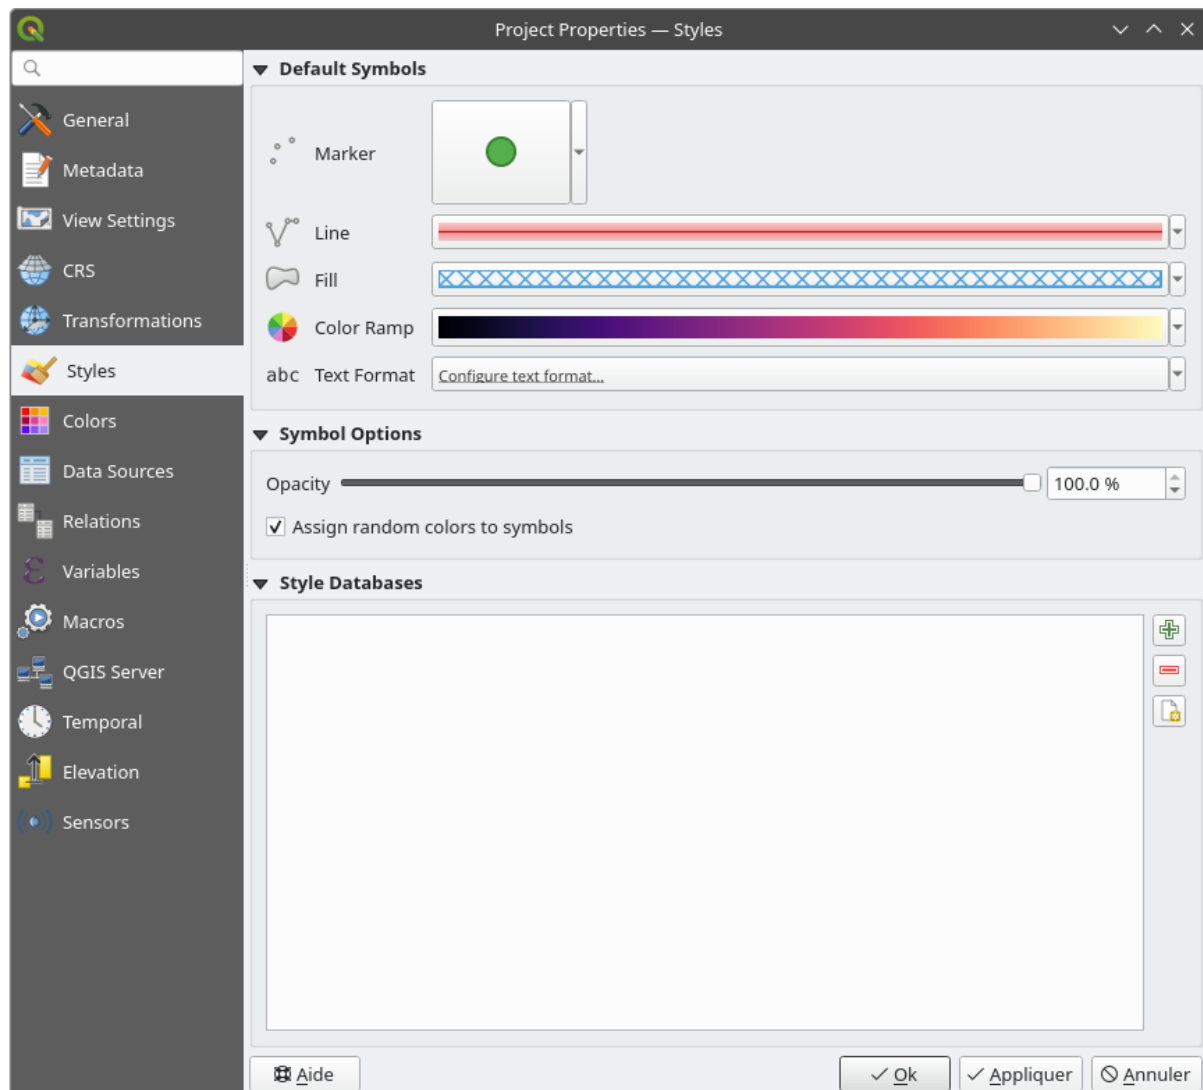 Project Properties — Styles
General
Metadata
View Settings
CRS
Transformations
Styles
Colors
Data Sources
Relations
Variables
Macros
QGIS Server
Temporal
Elevation
Sensors
Default Symbols
Marker
Line
Fill
Color Ramp
abc Text Format Configure text format...
Symbol Options
Opacity 100.0 %
Assign random colors to symbols
Style Databases
Aide Ok Appliquer Annuler